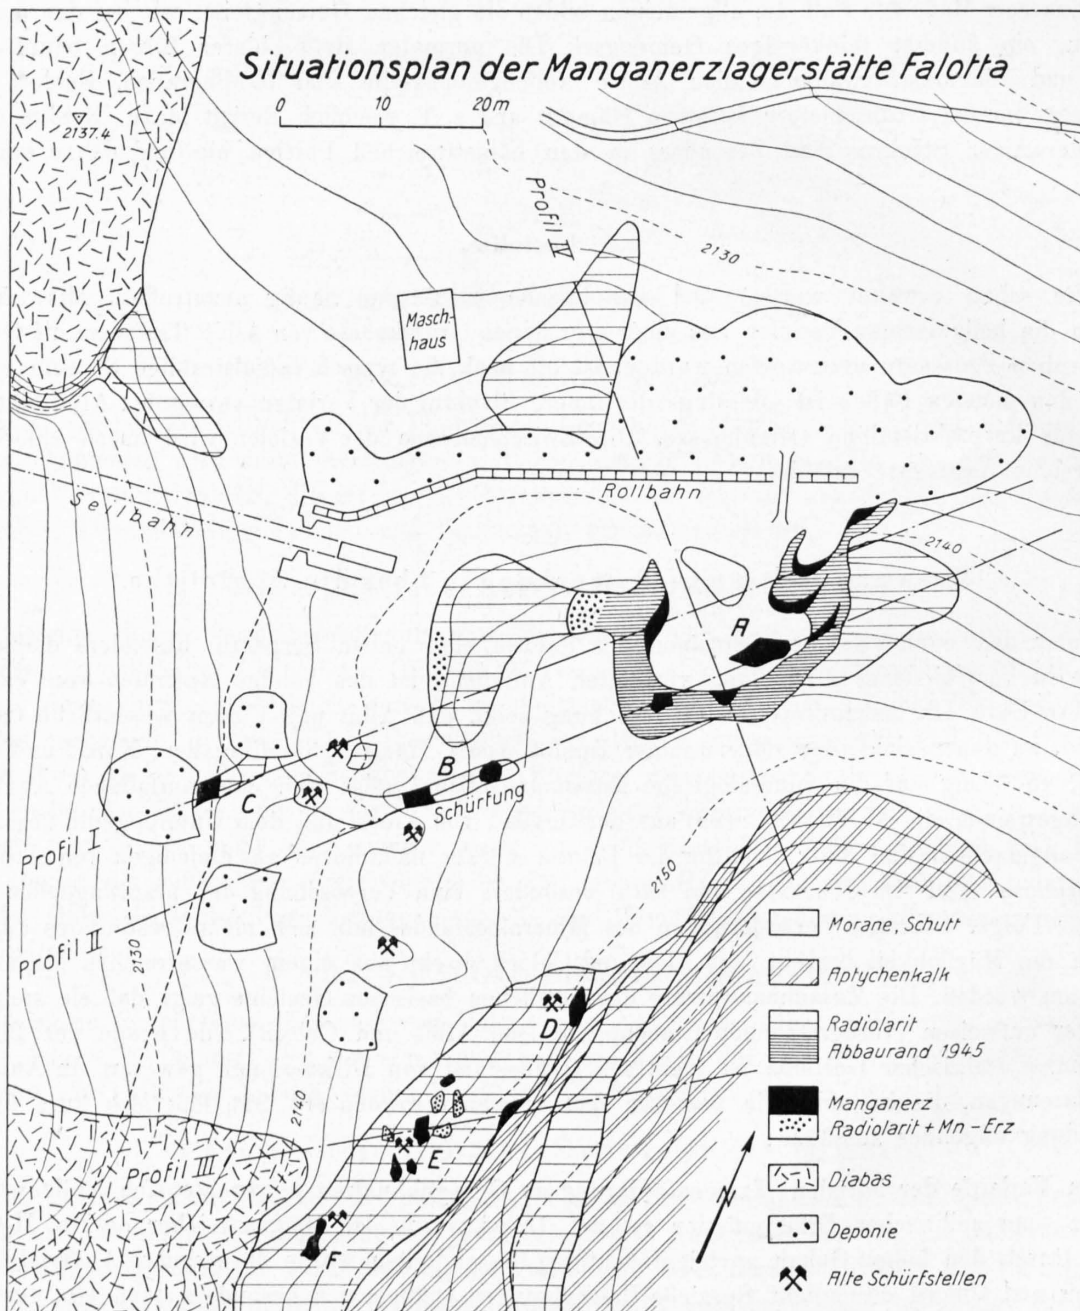 Situationsplan der Manganerzlagerstätte Falotta
0 10 20 m
2137.4
Profil IV
2130
Masch-
haus
Rollbahn
Seilbahn
2140
A
B
Schürfung
C
Profil I
Profil II
2130
2150
D
2140
E
Profil III
F
Moräne, Schutt
Aptychenkalk
Radiolarit
Abbaurand 1945
Manganerz
Radiolarit + Mn-Erz
Diabas
Deponie
Alte Schürfstellen
N